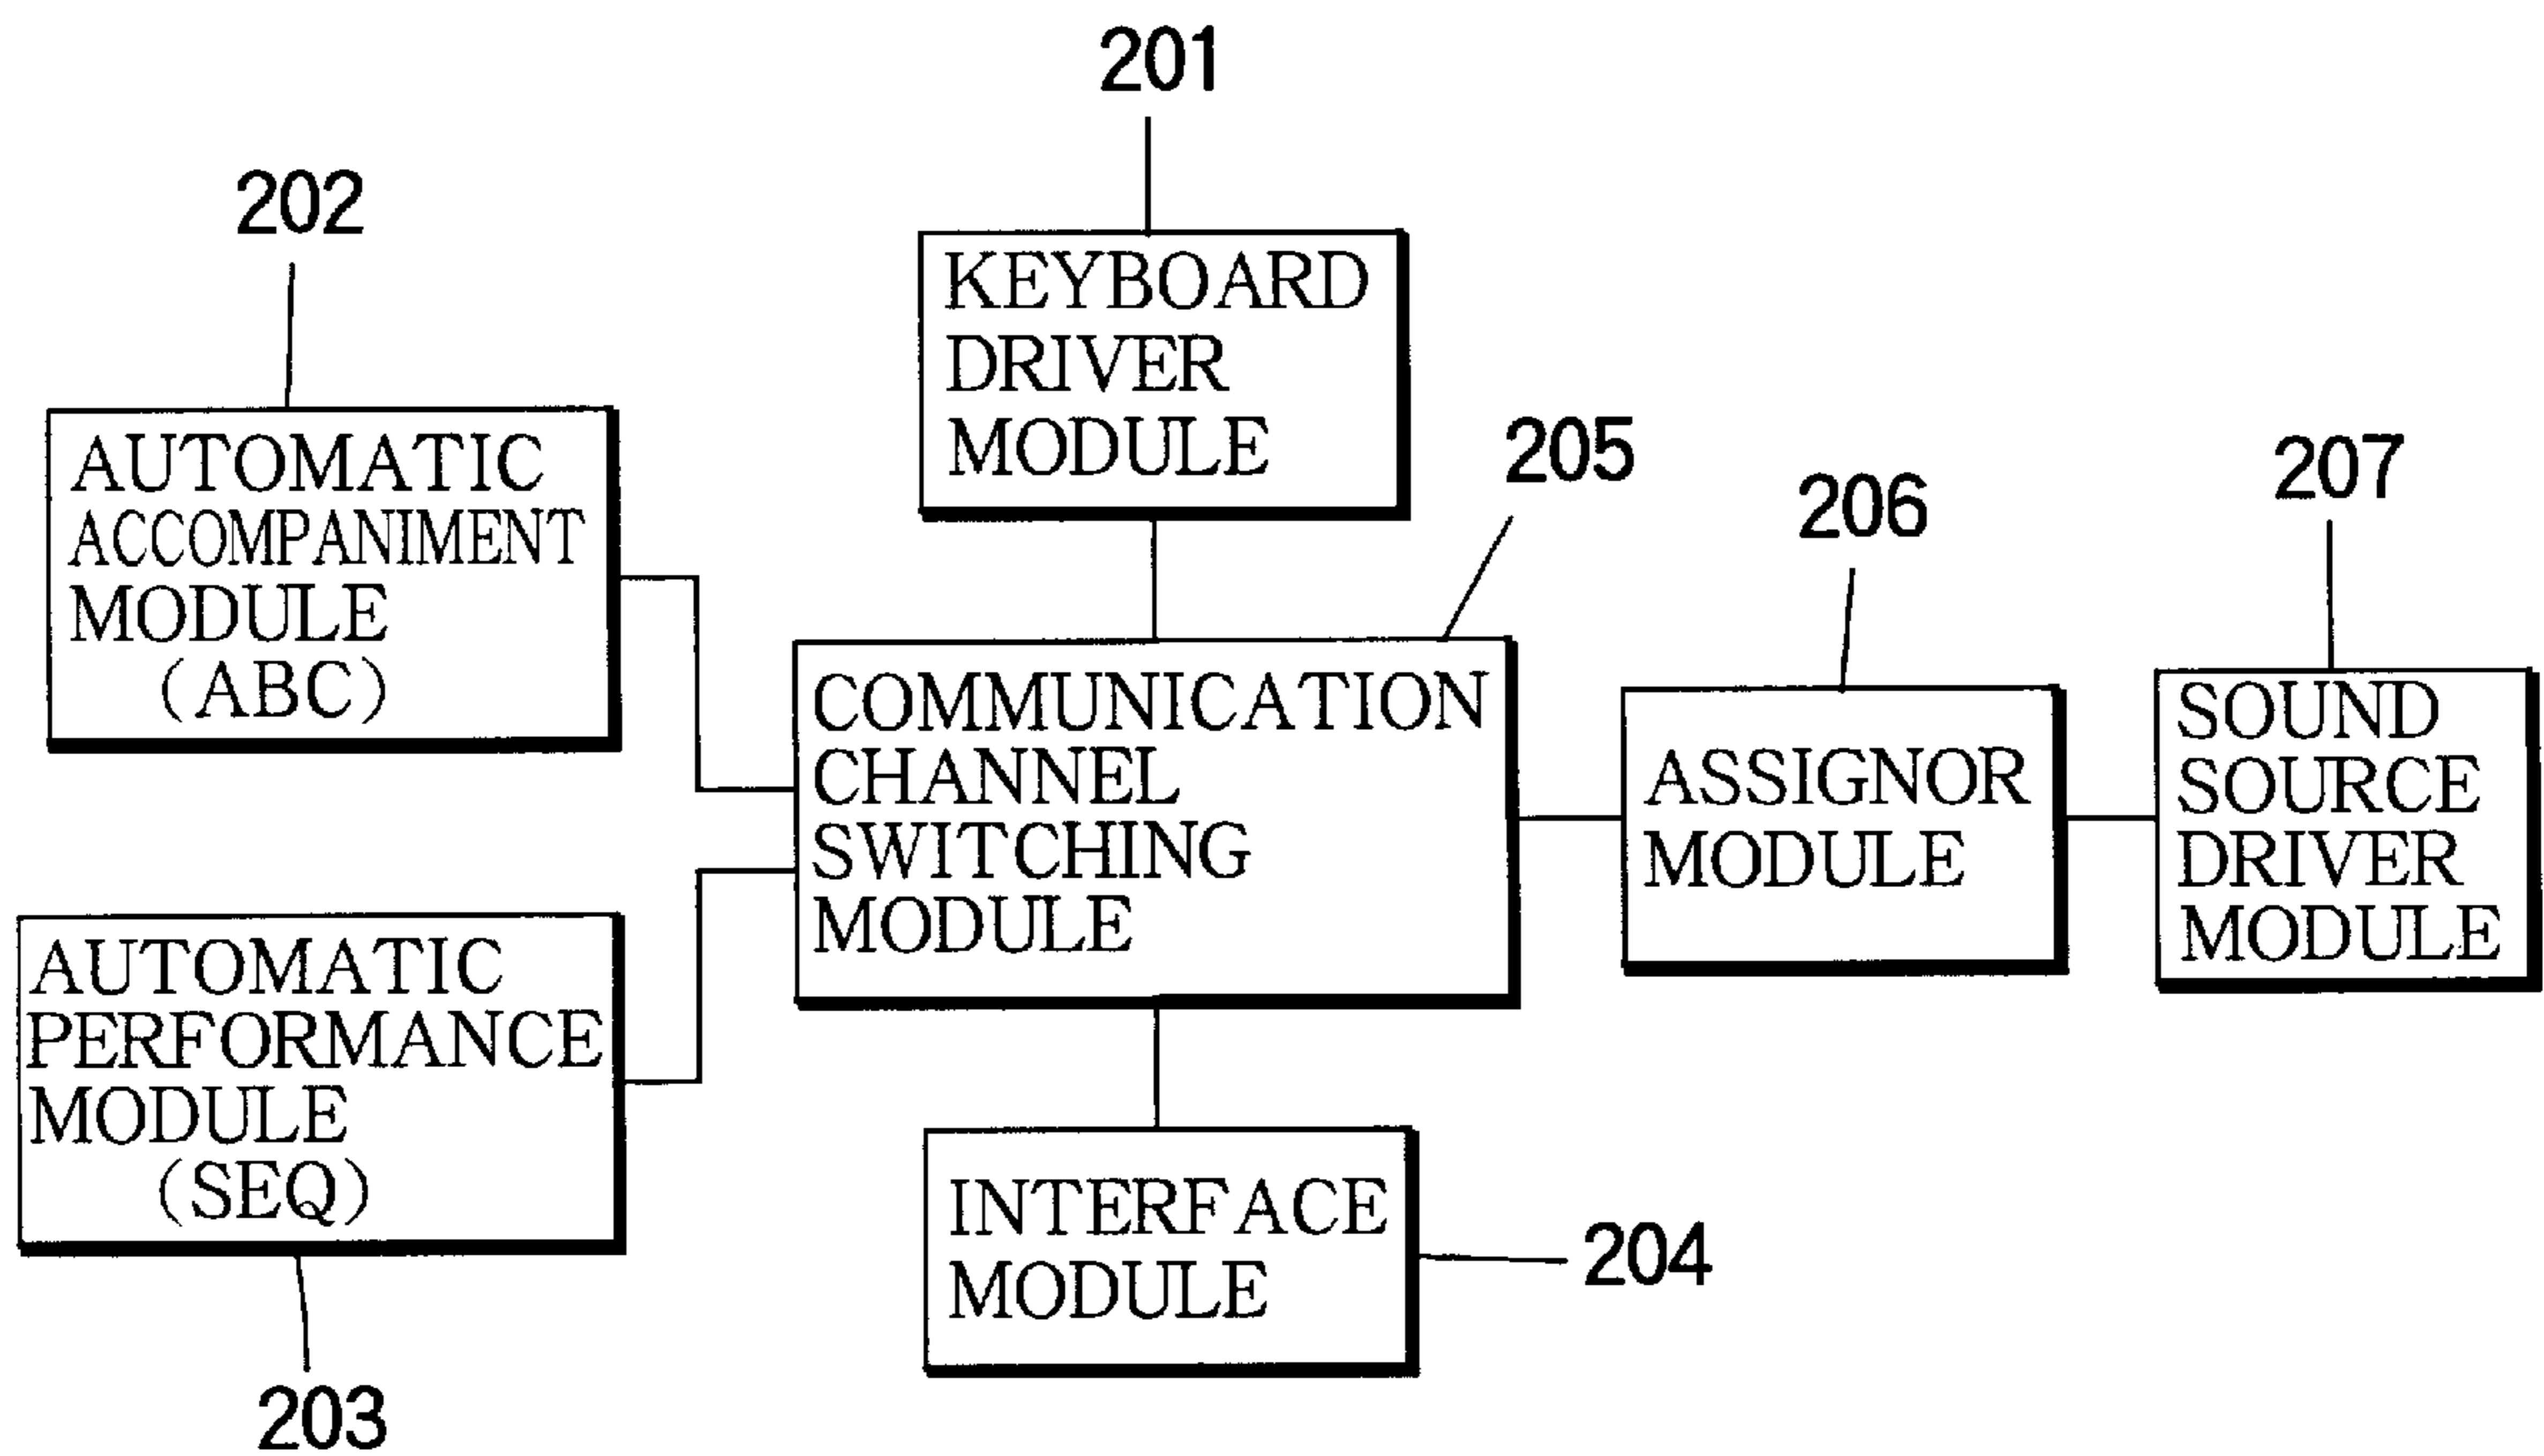 201
202
KEYBOARD
DRIVER
MODULE
AUTOMATIC
ACCOMPANIMENT
MODULE
(ABC)
205
206
207
COMMUNICATION
CHANNEL
SWITCHING
MODULE
ASSIGNOR
MODULE
SOUND
SOURCE
DRIVER
MODULE
AUTOMATIC
PERFORMANCE
MODULE
(SEQ)
203
INTERFACE
MODULE
204